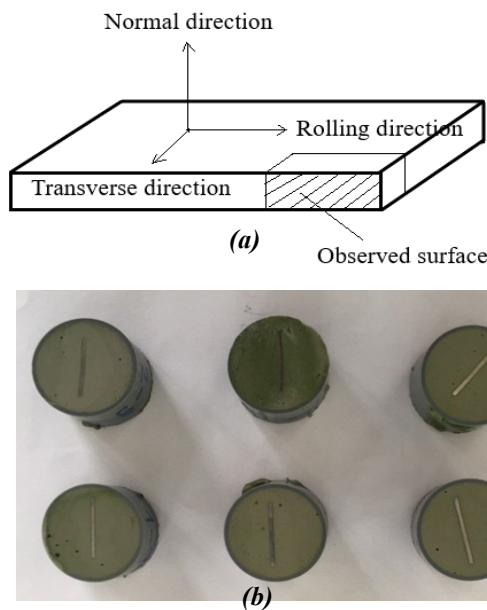 Normal direction
Rolling direction
Transverse direction
(a)
Observed surface
(b)